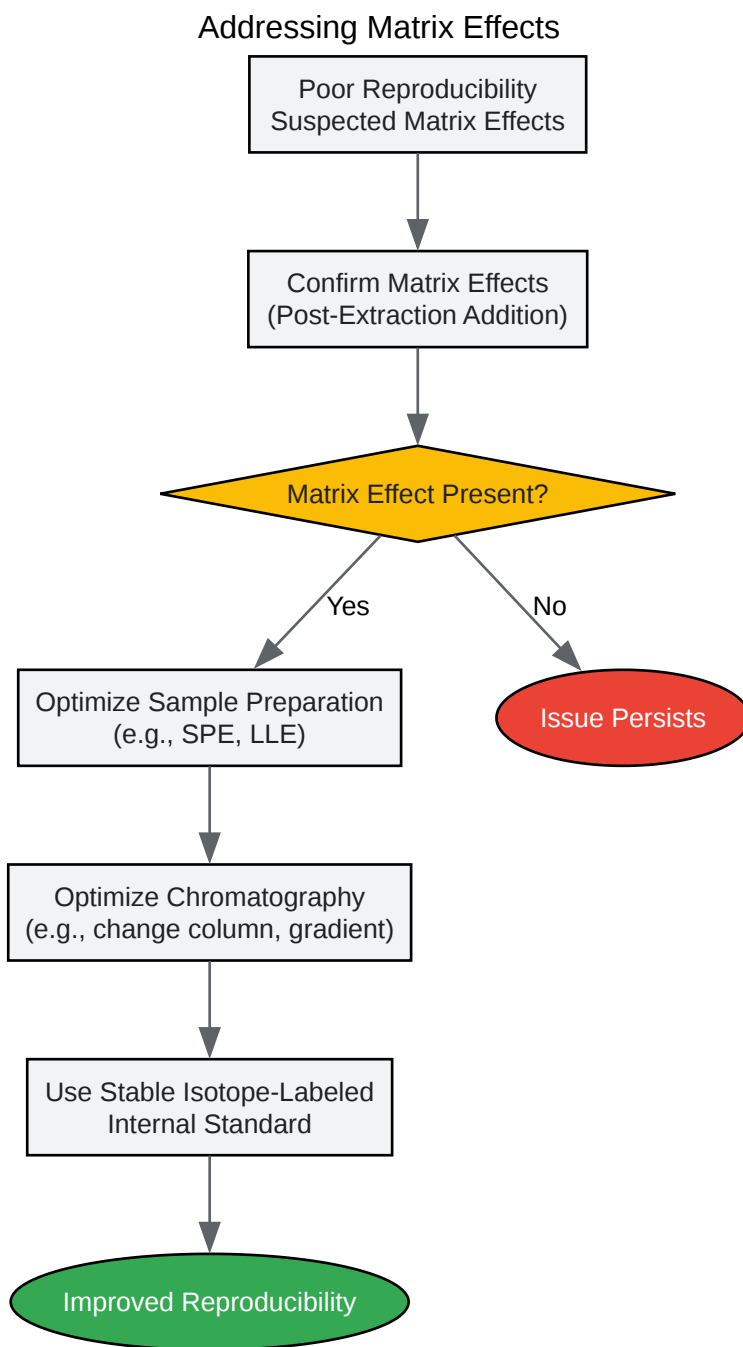 Addressing Matrix Effects
Poor Reproducibility
Suspected Matrix Effects
Confirm Matrix Effects
(Post-Extraction Addition)
Matrix Effect Present?
Yes
No
Optimize Sample Preparation
(e.g., SPE, LLE)
Issue Persists
Optimize Chromatography
(e.g., change column, gradient)
Use Stable Isotope-Labeled
Internal Standard
Improved Reproducibility